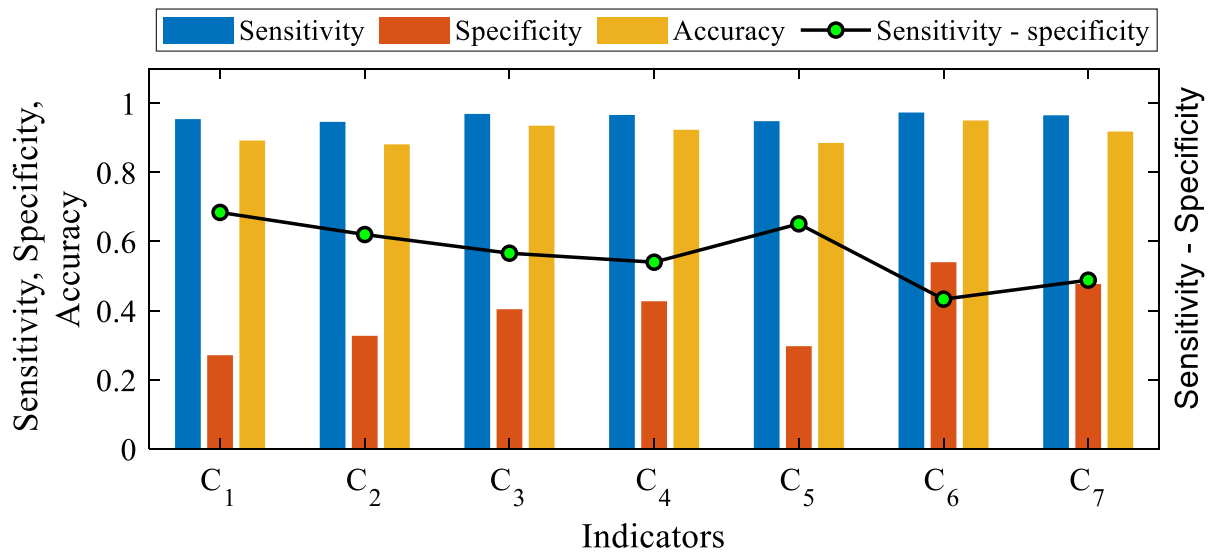 Sensitivity Specificity Accuracy Sensitivity - specificity
Sensitivity, Specificity,
Accuracy
1
0.8
0.6
0.4
0.2
0
Sensitivity - Specificity
C1 C2 C3 C4 C5 C6 C7
Indicators